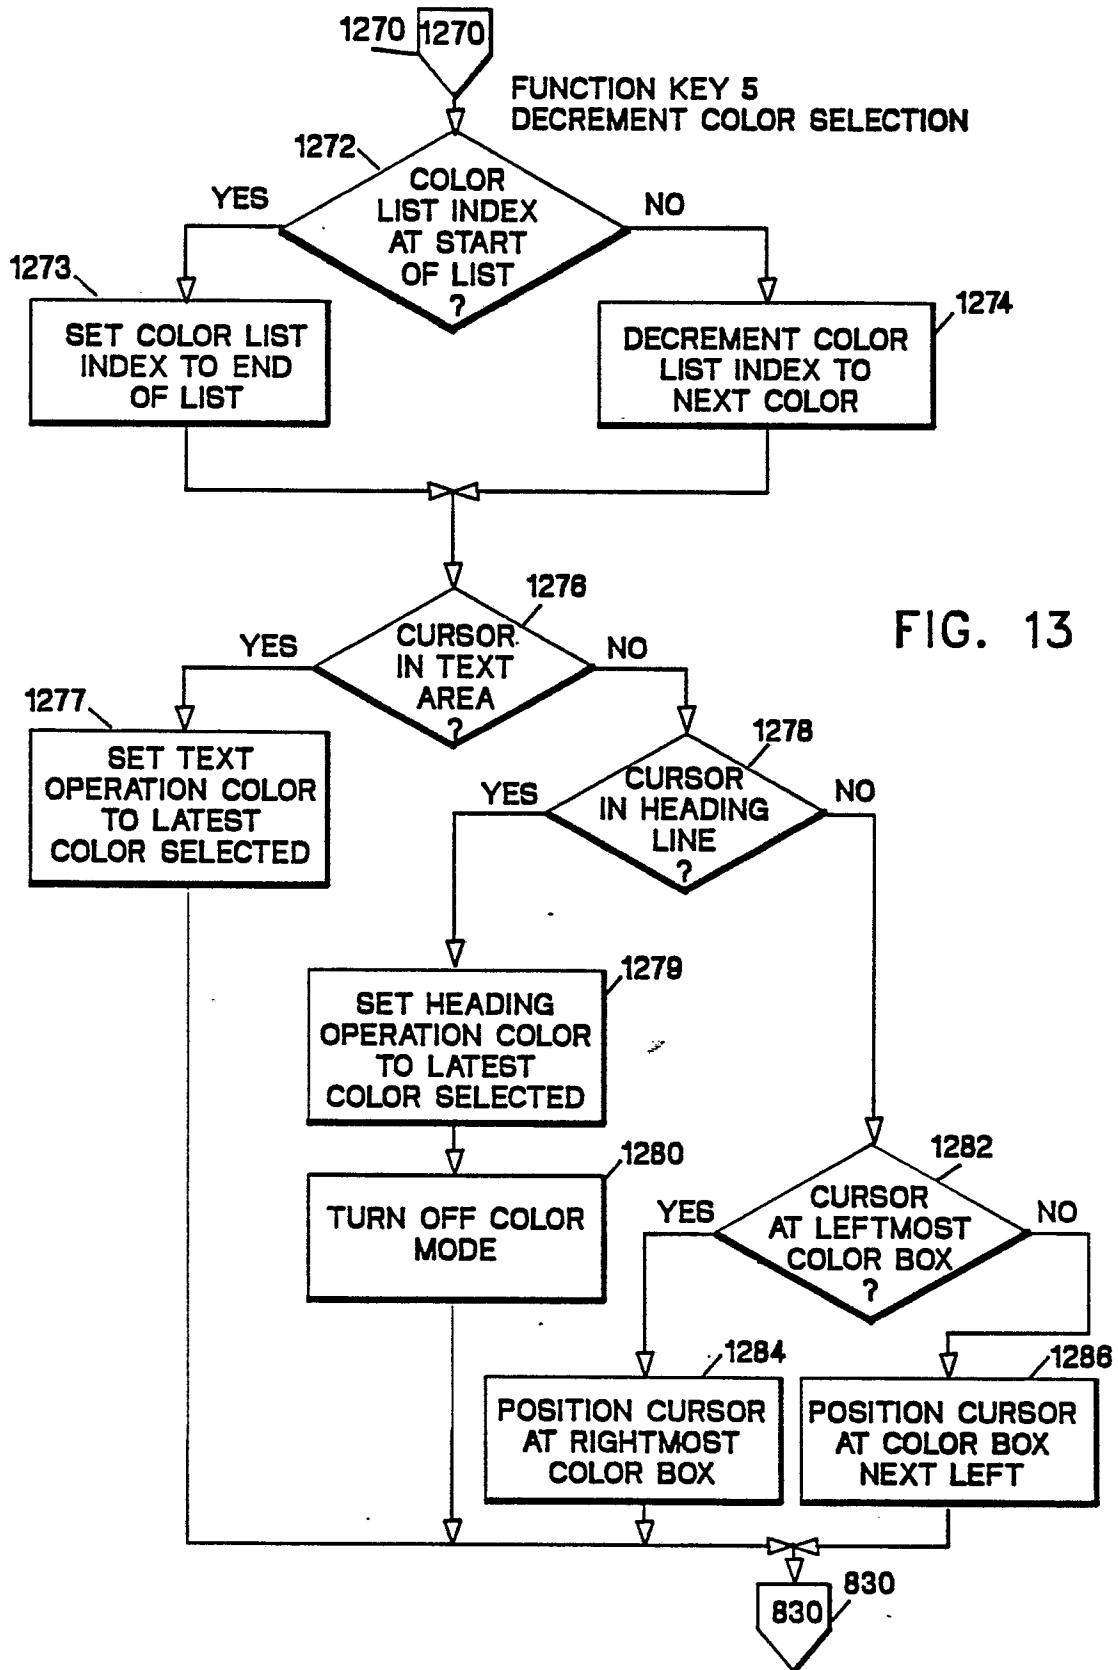 1270
1270
FUNCTION KEY 5
DECREMENT COLOR SELECTION
1272
COLOR
LIST INDEX
AT START
OF LIST
?
YES
NO
1273
SET COLOR LIST
INDEX TO END
OF LIST
1274
DECREMENT COLOR
LIST INDEX TO
NEXT COLOR
1276
CURSOR
IN TEXT
AREA
?
YES
NO
FIG. 13
1277
SET TEXT
OPERATION COLOR
TO LATEST
COLOR SELECTED
1278
CURSOR
IN HEADING
LINE
?
YES
NO
1279
SET HEADING
OPERATION COLOR
TO LATEST
COLOR SELECTED
1280
TURN OFF COLOR
MODE
1282
CURSOR
AT LEFTMOST
COLOR BOX
?
YES
NO
1284
POSITION CURSOR
AT RIGHTMOST
COLOR BOX
1286
POSITION CURSOR
AT COLOR BOX
NEXT LEFT
830
830